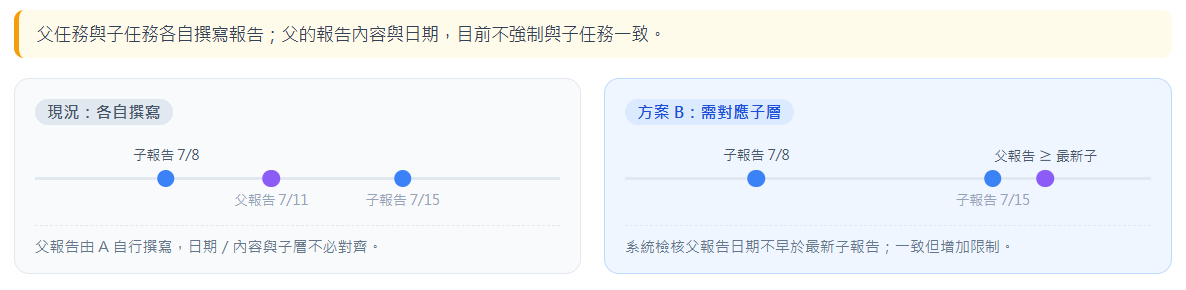 父任務與子任務各自撰寫報告；父的報告內容與日期，目前不強制與子任務一致。
現況：各自撰寫
子報告 7/8
父報告 7/11
子報告 7/15
父報告由 A 自行撰寫，日期 / 內容與子層不必對齊。
方案 B：需對應子層
子報告 7/8
父報告 ≥ 最新子
子報告 7/15
系統檢核父報告日期不早於最新子報告；一致但增加限制。